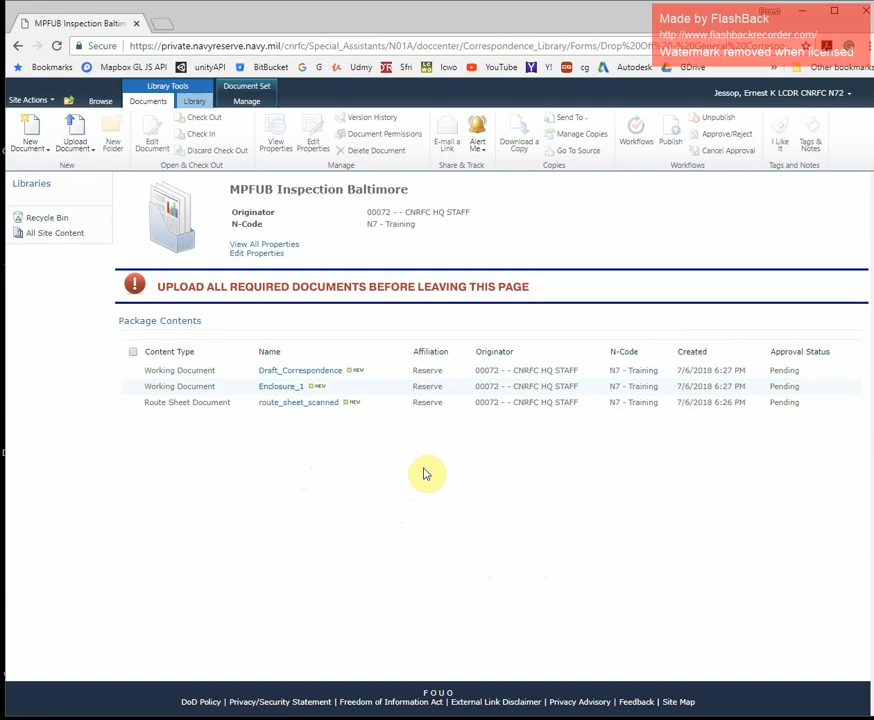 MPFUB Inspection Baltim
Made by FlashBack
http://www.flashbackrecorder.com/
Watermark removed when licensed
Secure https://private.navyreserve.navy.mil/cnrfc/Special_Assistants/N01A/doccenter/Correspondence_Library/Forms/Drop%20Off
Bookmarks Mapbox GL JS API unityAPI BitBucket G Udmy Sfri lcwo YouTube Y! cg Autodesk GDrive » Other bookmarks
Library Tools Document Set
Site Actions Browse Documents Library Manage Jessop, Ernest K LCDR CNRFC N72
New Document Upload Document New Folder Edit Document Check Out Check In Discard Check Out View Properties Edit Properties Version History Document Permissions Delete Document E-mail a Link Alert Me Download a Copy Send To Manage Copies Go To Source Workflows Publish Unpublish Approve/Reject Cancel Approval I Like It Tags & Notes
New Open & Check Out Manage Share & Track Copies Workflows Tags and Notes
Libraries
Recycle Bin
All Site Content
MPFUB Inspection Baltimore
Originator 00072 - - CNRFC HQ STAFF
N-Code N7 - Training
View All Properties
Edit Properties
! UPLOAD ALL REQUIRED DOCUMENTS BEFORE LEAVING THIS PAGE
Package Contents
Content Type Name Affiliation Originator N-Code Created Approval Status
Working Document Draft_Correspondence NEW Reserve 00072 - - CNRFC HQ STAFF N7 - Training 7/6/2018 6:27 PM Pending
Working Document Enclosure_1 NEW Reserve 00072 - - CNRFC HQ STAFF N7 - Training 7/6/2018 6:27 PM Pending
Route Sheet Document route_sheet_scanned NEW Reserve 00072 - - CNRFC HQ STAFF N7 - Training 7/6/2018 6:26 PM Pending
F O U O
DoD Policy | Privacy/Security Statement | Freedom of Information Act | External Link Disclaimer | Privacy Advisory | Feedback | Site Map